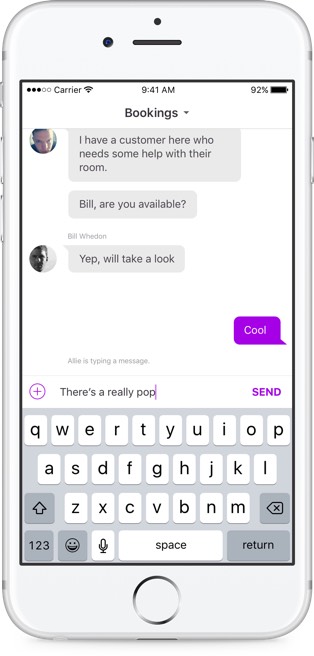 ●●●○○ Carrier 9:41 AM 92%
Bookings
I have a customer here who
needs some help with their
room.
Bill, are you available?
Bill Whedon
Yep, will take a look
Cool
Allie is typing a message.
There's a really pop SEND
q w e r t y u i o p
a s d f g h j k l
z x c v b n m
123 space return